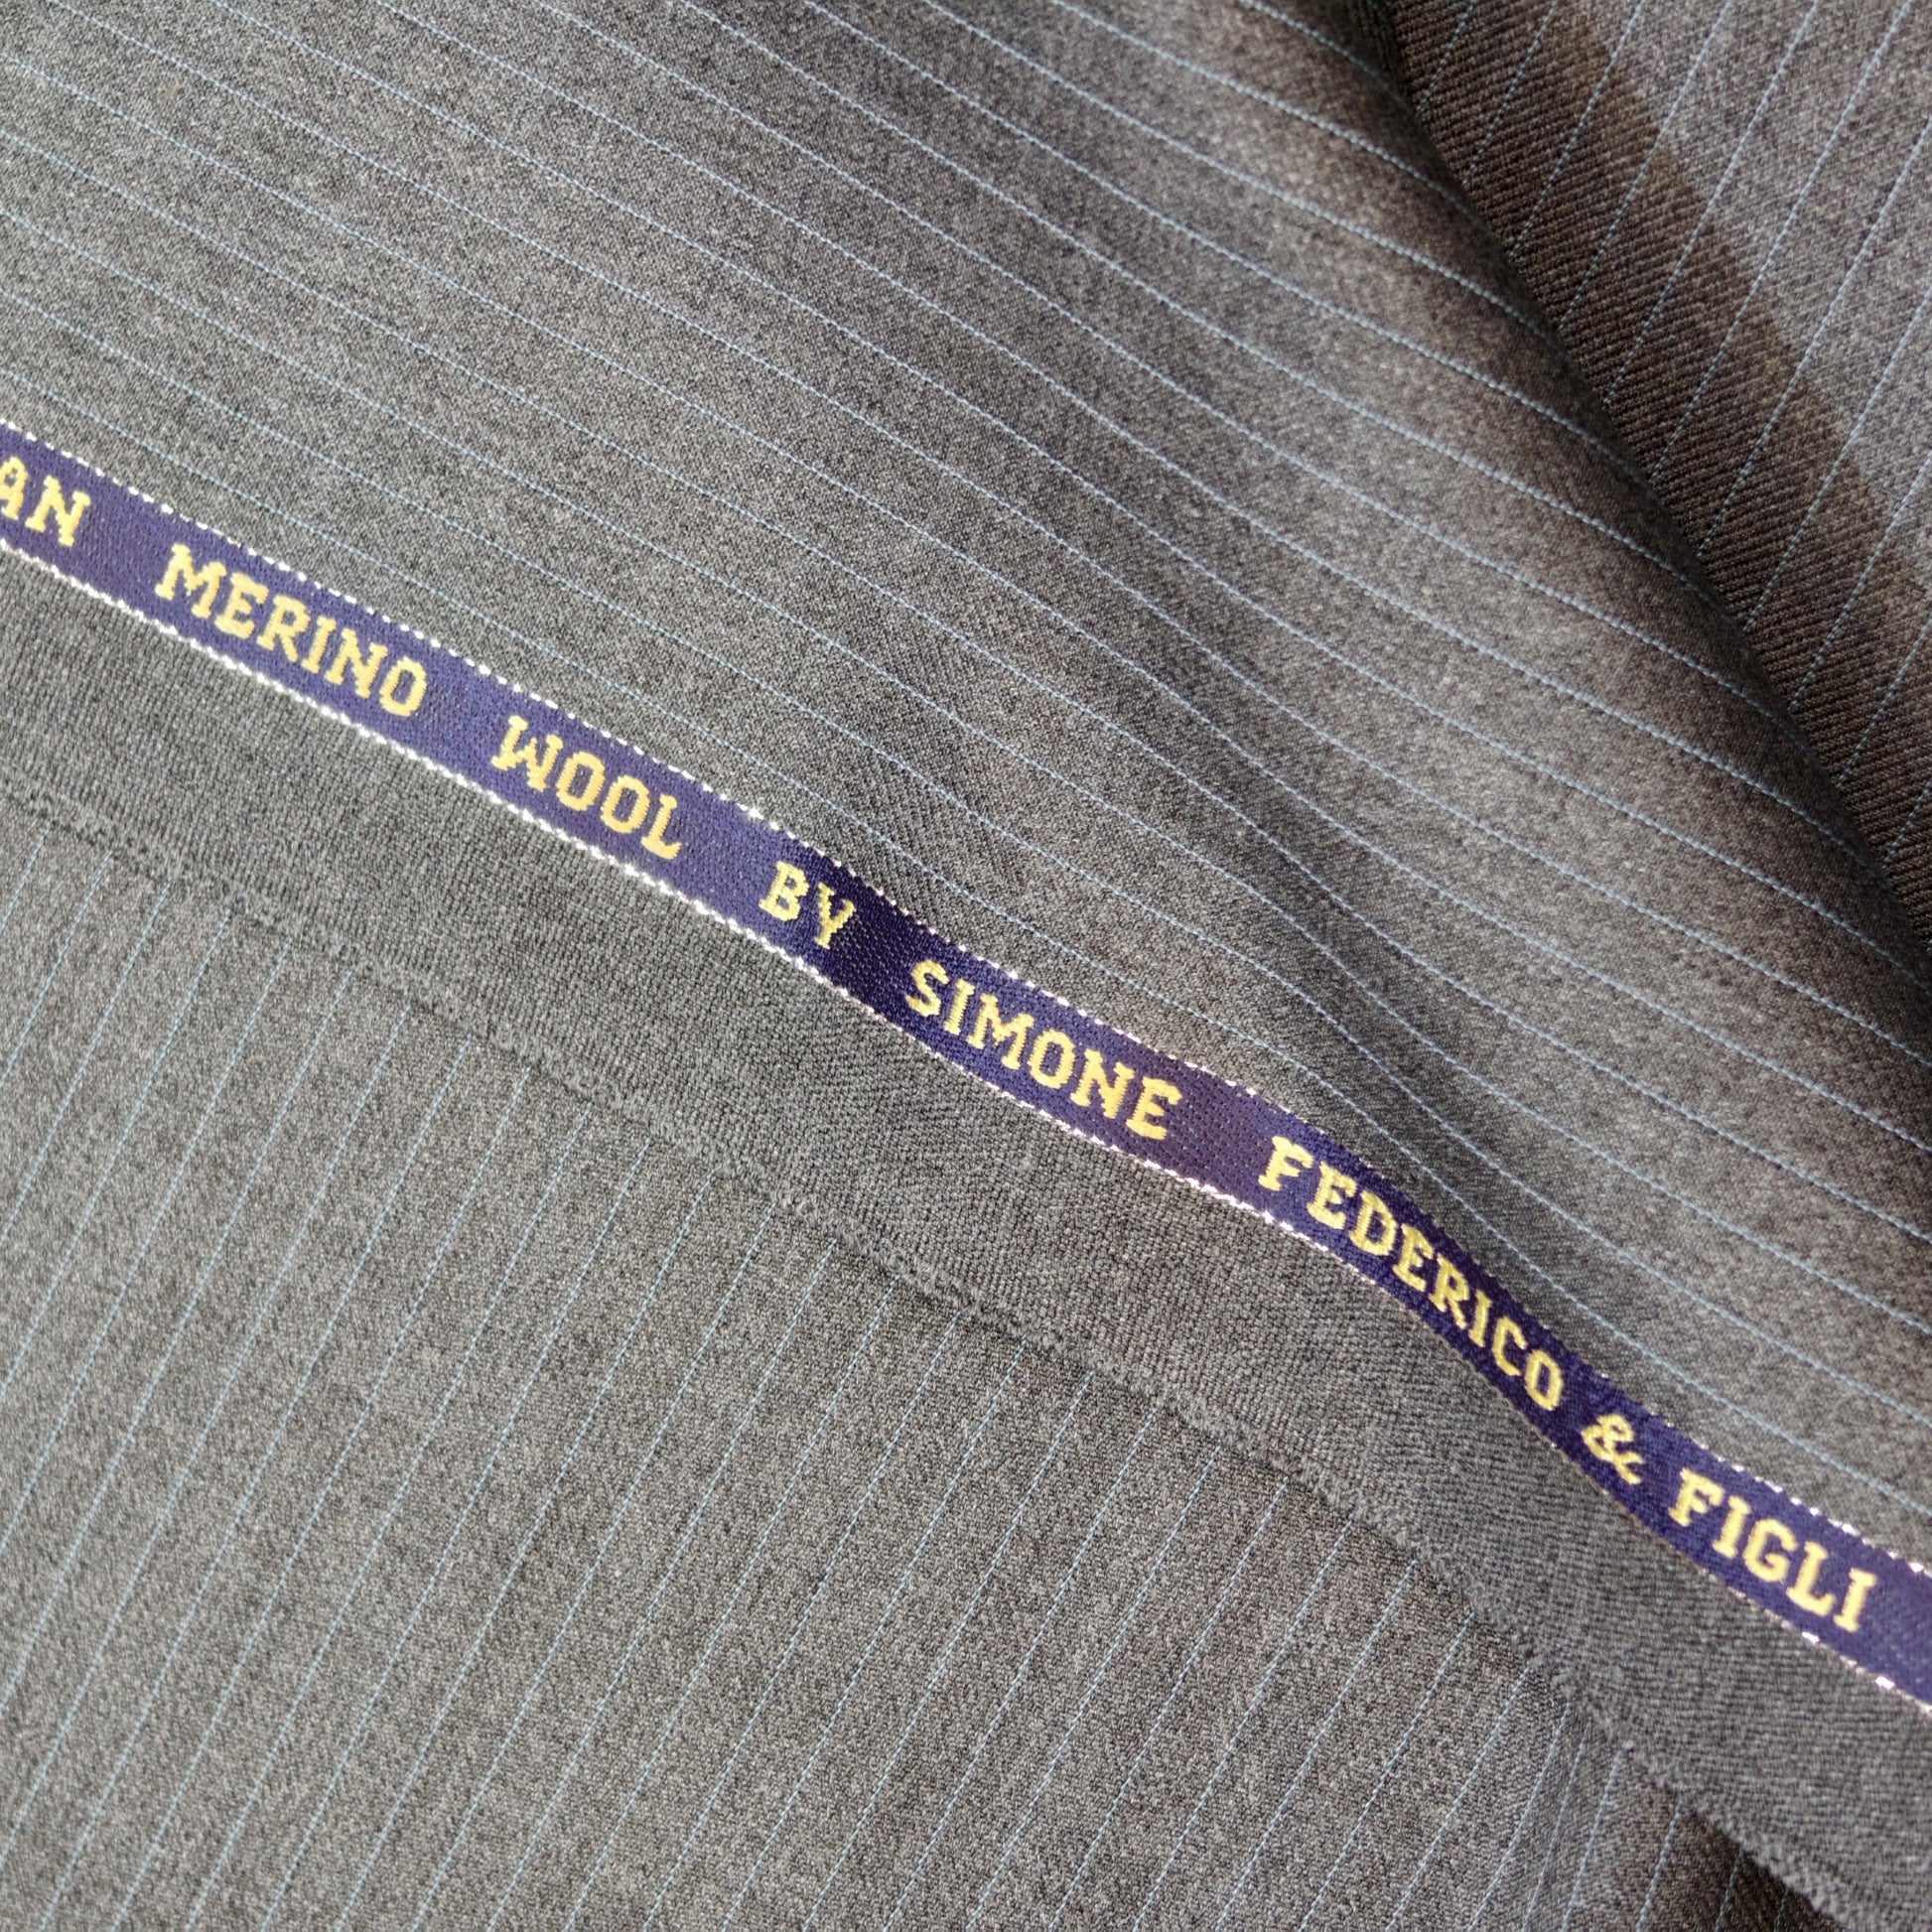 AN MERINO WOOL BY SIMONE FEDERICO & FIGLI